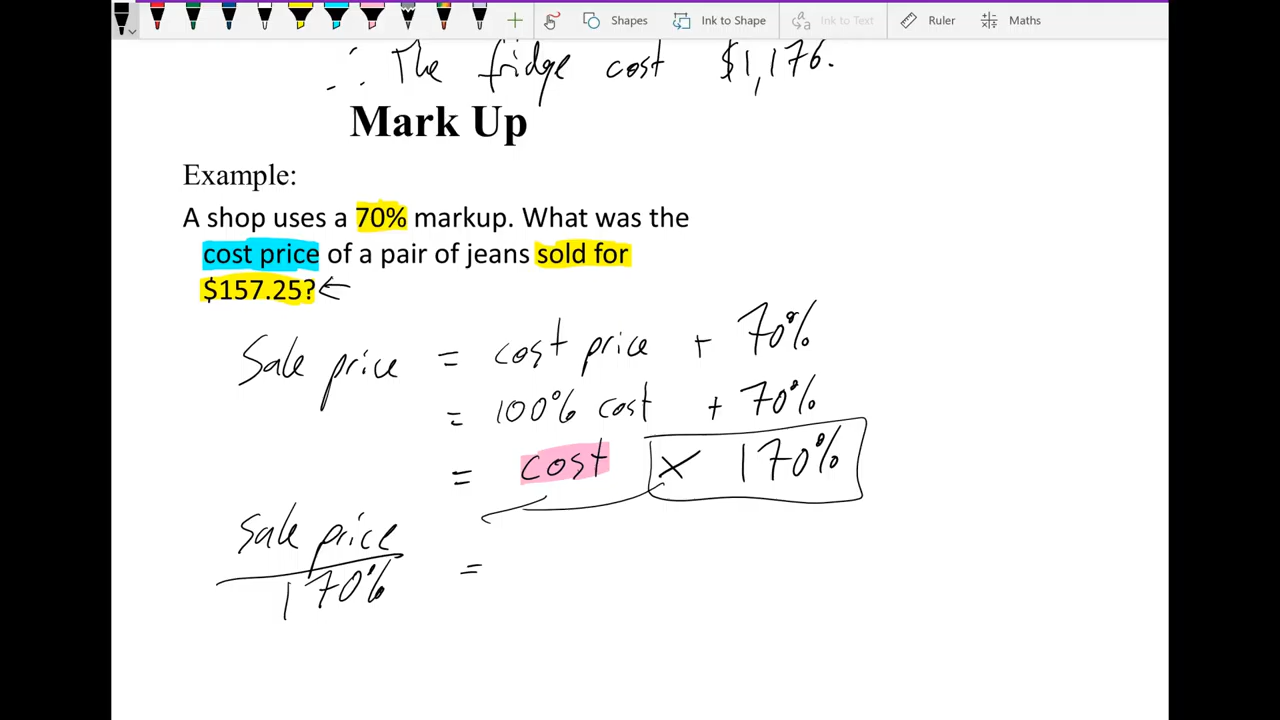 Shapes Ink to Shape Ink to Text Ruler Maths
∴ The fridge cost $1,176.
Mark Up
Example:
A shop uses a 70% markup. What was the
cost price of a pair of jeans sold for
$157.25? ←
Sale price = cost price + 70%
= 100% cost + 70%
= cost × 170%
Sale price
170%
=